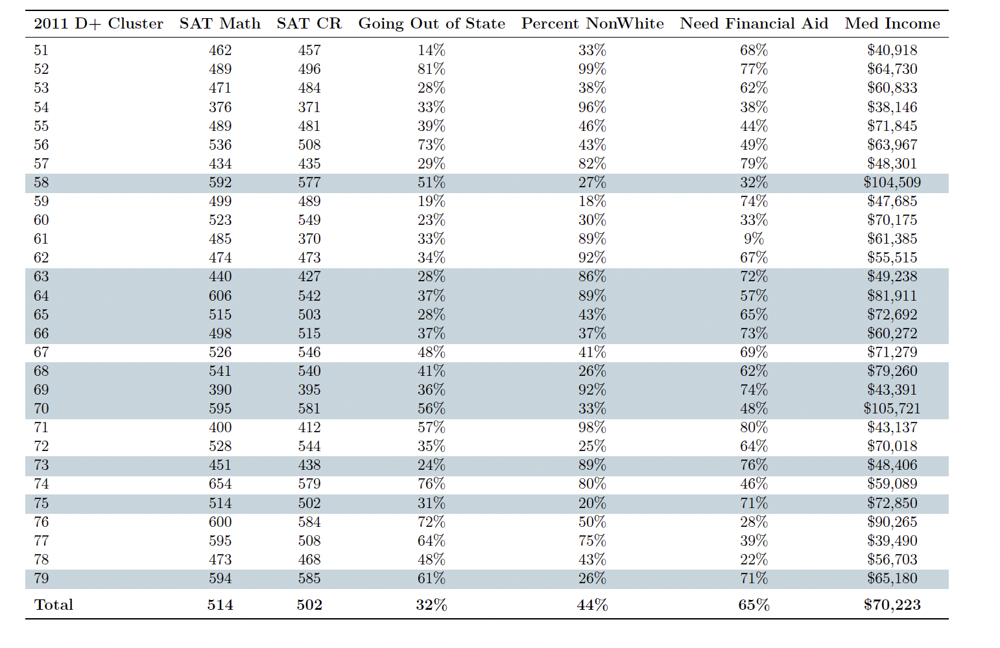 2011 D+ Cluster SAT Math SAT CR Going Out of State Percent NonWhite Need Financial Aid Med Income
51 462 457 14% 33% 68% $40,918
52 489 496 81% 99% 77% $64,730
53 471 484 28% 38% 62% $60,833
54 376 371 33% 96% 38% $38,146
55 489 481 39% 46% 44% $71,845
56 536 508 73% 43% 49% $63,967
57 434 435 29% 82% 79% $48,301
58 592 577 51% 27% 32% $104,509
59 499 489 19% 18% 74% $47,685
60 523 549 23% 30% 33% $70,175
61 485 370 33% 89% 9% $61,385
62 474 473 34% 92% 67% $55,515
63 440 427 28% 86% 72% $49,238
64 606 542 37% 89% 57% $81,911
65 515 503 28% 43% 65% $72,692
66 498 515 37% 37% 73% $60,272
67 526 546 48% 41% 69% $71,279
68 541 540 41% 26% 62% $79,260
69 390 395 36% 92% 74% $43,391
70 595 581 56% 33% 48% $105,721
71 400 412 57% 98% 80% $43,137
72 528 544 35% 25% 64% $70,018
73 451 438 24% 89% 76% $48,406
74 654 579 76% 80% 46% $59,089
75 514 502 31% 20% 71% $72,850
76 600 584 72% 50% 28% $90,265
77 595 508 64% 75% 39% $39,490
78 473 468 48% 43% 22% $56,703
79 594 585 61% 26% 71% $65,180
Total 514 502 32% 44% 65% $70,223